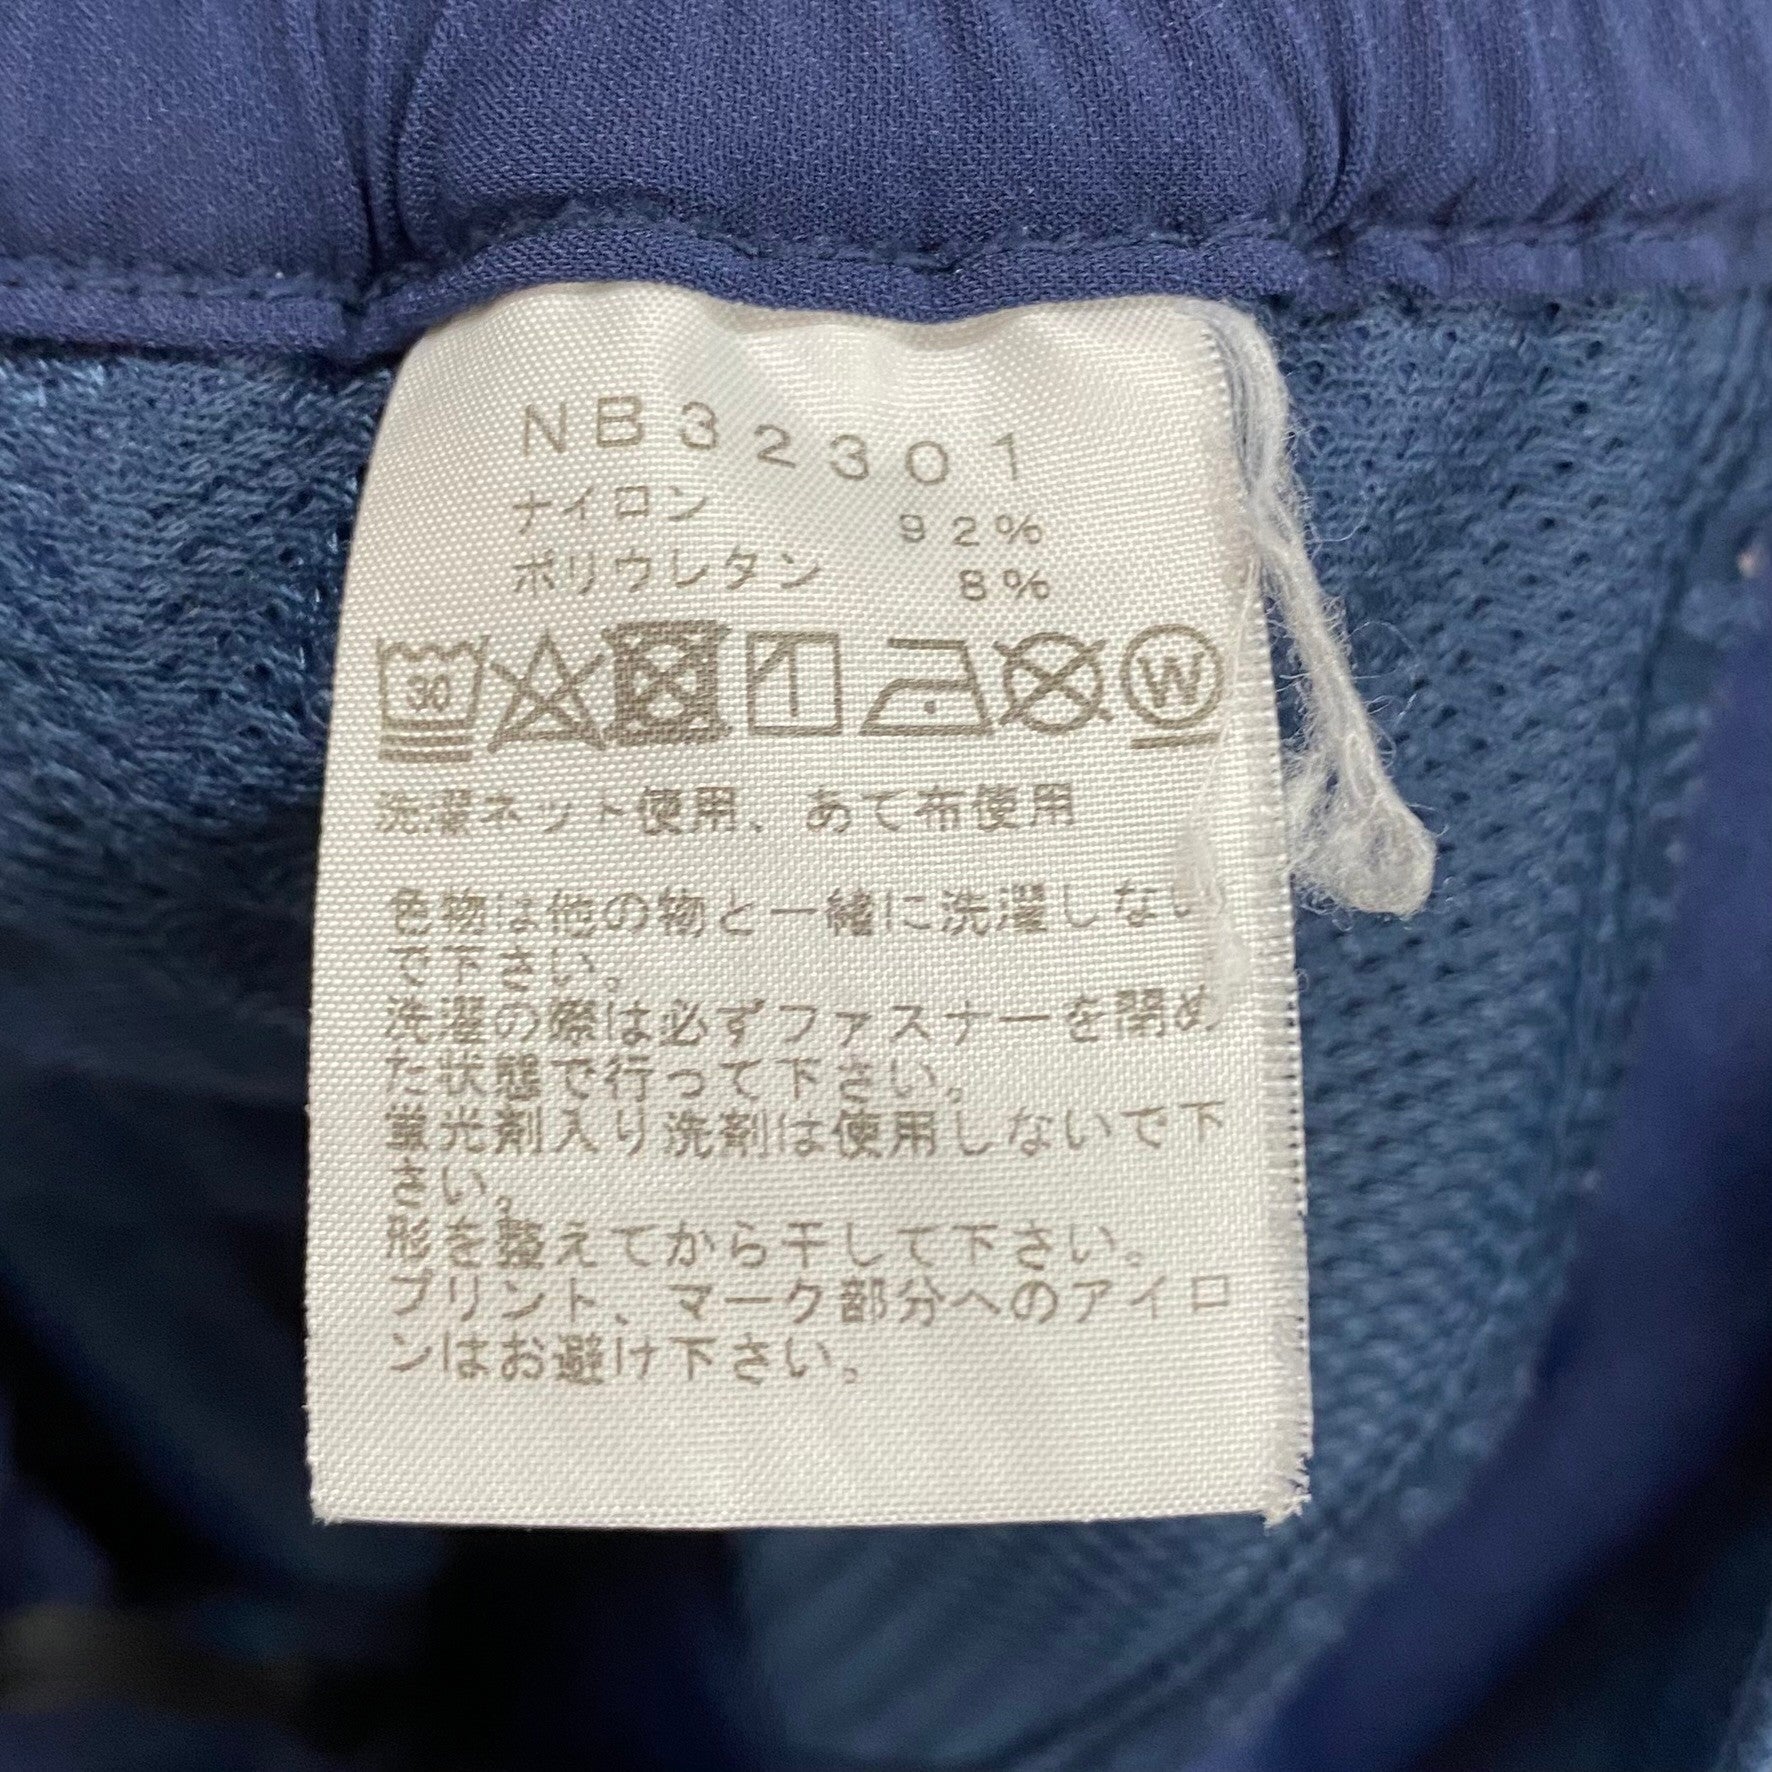 NB32301
ナイロン 92%
ポリウレタン 8%
30 W
洗濯ネット使用、あて布使用
色物は他の物と一緒に洗濯しない
で下さい。
洗濯の際は必ずファスナーを閉め
た状態で行って下さい。
蛍光剤入り洗剤は使用しないで下
さい。
形を整えてから干して下さい。
プリント、マーク部分へのアイロ
ンはお避け下さい。